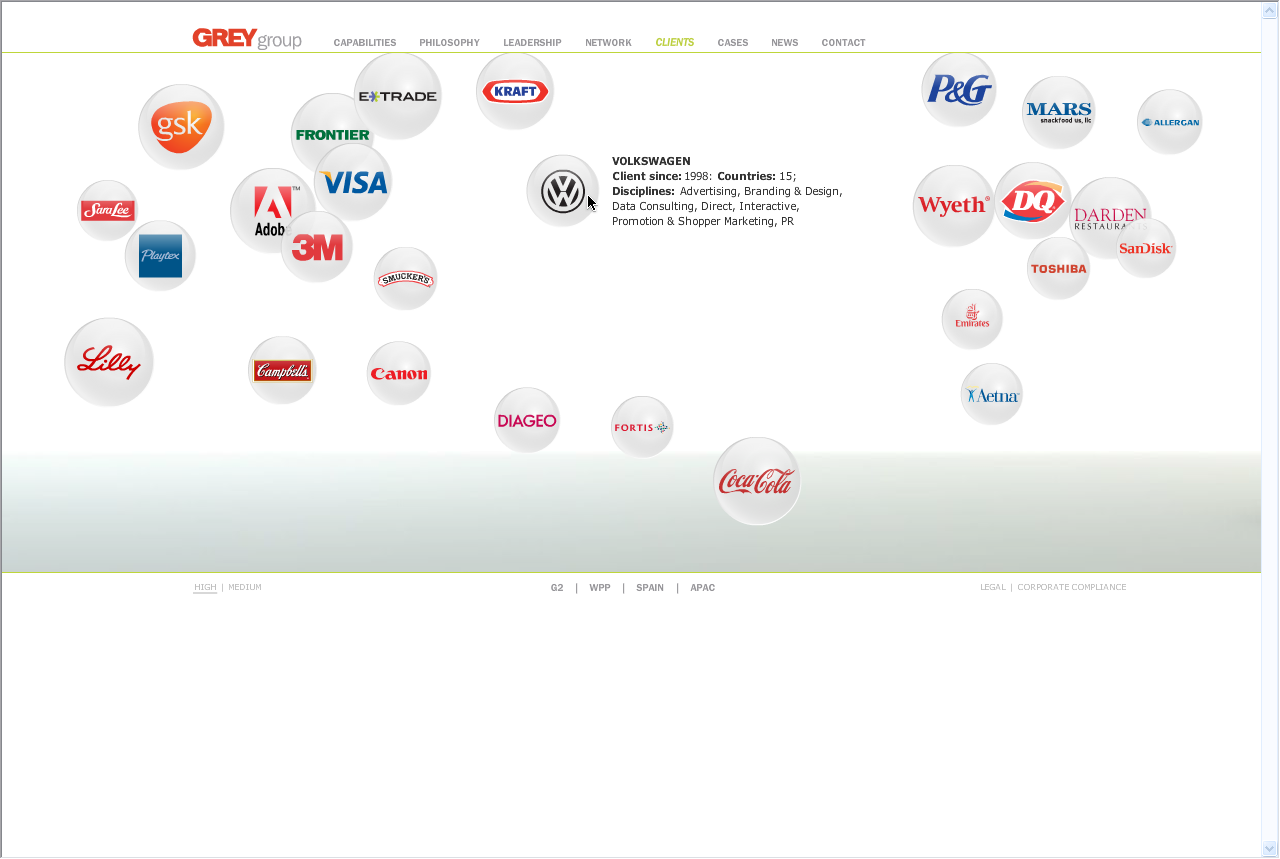 GREY group
CAPABILITIES PHILOSOPHY LEADERSHIP NETWORK CLIENTS CASES NEWS CONTACT
E*TRADE
KRAFT
P&G
MARS
snackfood us, llc
ALLERGAN
gsk
FRONTIER
VISA
VOLKSWAGEN
Client since: 1998: Countries: 15;
Disciplines: Advertising, Branding & Design,
Data Consulting, Direct, Interactive,
Promotion & Shopper Marketing, PR
VW
Sara Lee
Adobe
Wyeth®
DQ
DARDEN
RESTAURANTS
Playtex
3M
SMUCKER'S
SanDisk
TOSHIBA
Emirates
Lilly
Campbell's
Canon
Aetna
DIAGEO
FORTIS
Coca-Cola
HIGH | MEDIUM
G2 | WPP | SPAIN | APAC
LEGAL | CORPORATE COMPLIANCE